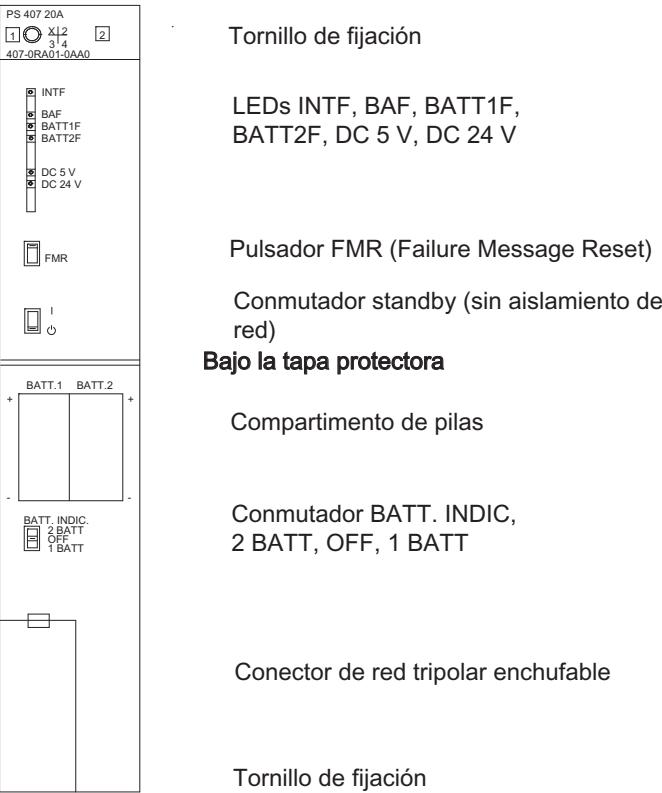 PS 407 20A
1 X 2 2
3 4
407-0RA01-0AA0
Tornillo de fijación
INTF
BAF
BATT1F
BATT2F
DC 5 V
DC 24 V
LEDs INTF, BAF, BATT1F,
BATT2F, DC 5 V, DC 24 V
FMR
Pulsador FMR (Failure Message Reset)
I
Conmutador standby (sin aislamiento de
red)
Bajo la tapa protectora
BATT.1 BATT.2
+ +
Compartimento de pilas
- -
BATT. INDIC.
2 BATT
OFF
1 BATT
Conmutador BATT. INDIC,
2 BATT, OFF, 1 BATT
Conector de red tripolar enchufable
Tornillo de fijación